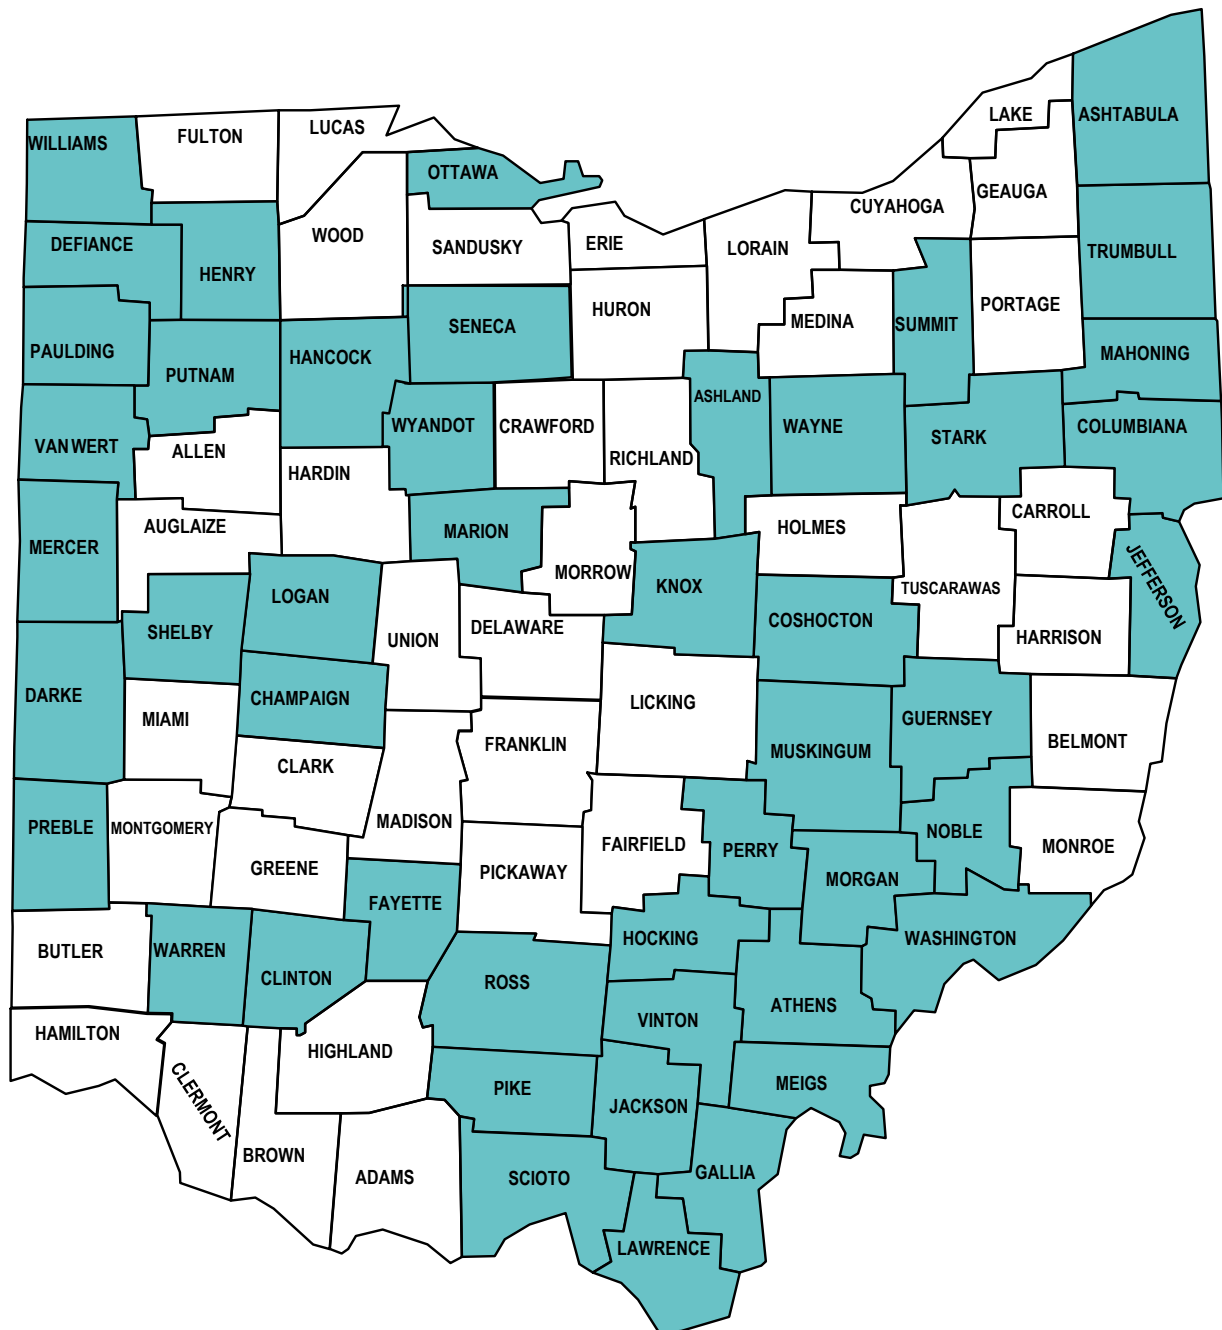 LAKE
ASHTABULA
LUCAS
FULTON
WILLIAMS
OTTAWA
GEAUGA
CUYAHOGA
WOOD
DEFIANCE
SANDUSKY
ERIE
LORAIN
TRUMBULL
HENRY
HURON
PORTAGE
MEDINA
SUMMIT
SENECA
PAULDING
HANCOCK
MAHONING
PUTNAM
ASHLAND
WYANDOT
CRAWFORD
WAYNE
STARK
COLUMBIANA
VAN WERT
ALLEN
RICHLAND
HARDIN
CARROLL
AUGLAIZE
MARION
HOLMES
MERCER
JEFFERSON
MORROW
KNOX
TUSCARAWAS
LOGAN
COSHOCTON
SHELBY
UNION
DELAWARE
HARRISON
DARKE
CHAMPAIGN
LICKING
MIAMI
GUERNSEY
FRANKLIN
MUSKINGUM
BELMONT
CLARK
PREBLE
MONTGOMERY
MADISON
NOBLE
FAIRFIELD
PERRY
MONROE
GREENE
PICKAWAY
MORGAN
FAYETTE
BUTLER
WARREN
HOCKING
WASHINGTON
CLINTON
ROSS
ATHENS
VINTON
HAMILTON
HIGHLAND
CLERMONT
PIKE
MEIGS
JACKSON
BROWN
ADAMS
SCIOTO
GALLIA
LAWRENCE